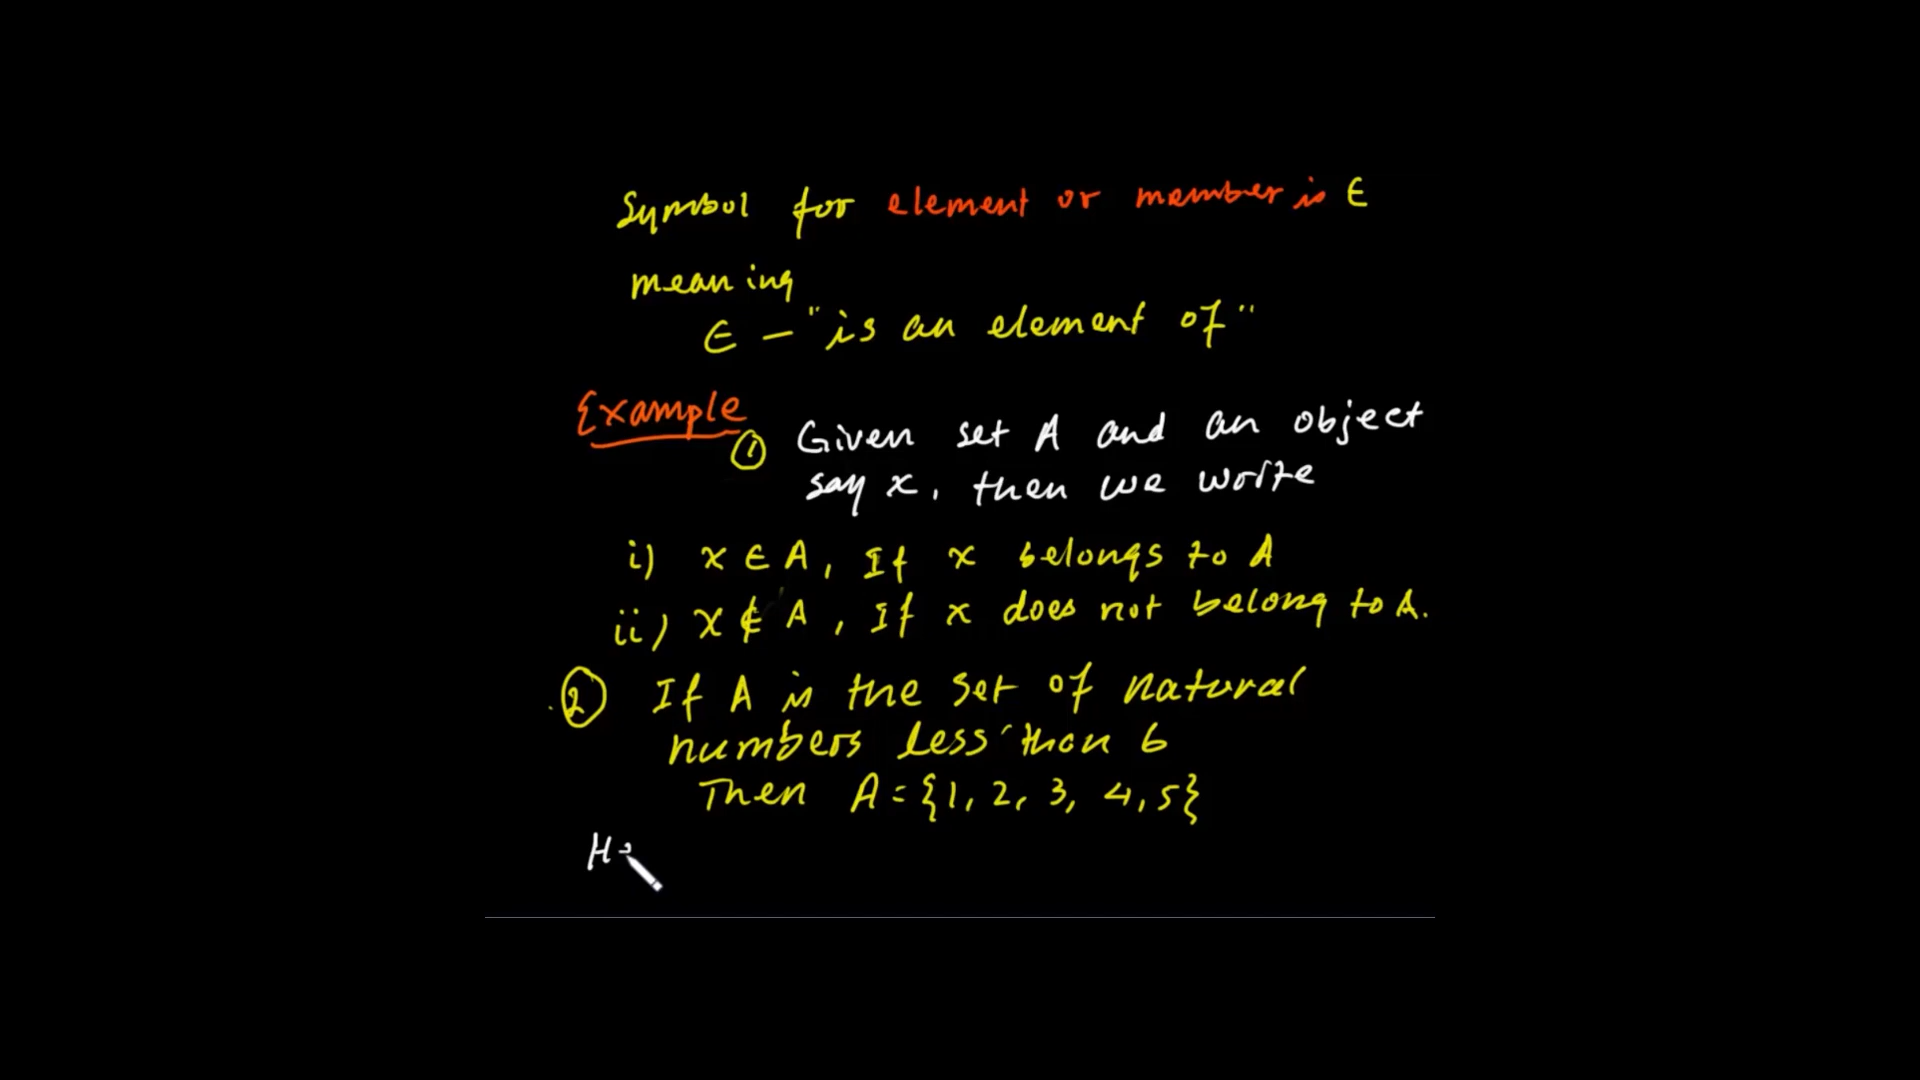 Symbol for element or member is ∈
meaning
∈ - "is an element of"
Example
① Given set A and an object
say x, then we write
i) x ∈ A, If x belongs to A
ii) x ∉ A, If x does not belong to A.
② If A is the set of natural
numbers less than 6
Then A = {1, 2, 3, 4, 5}